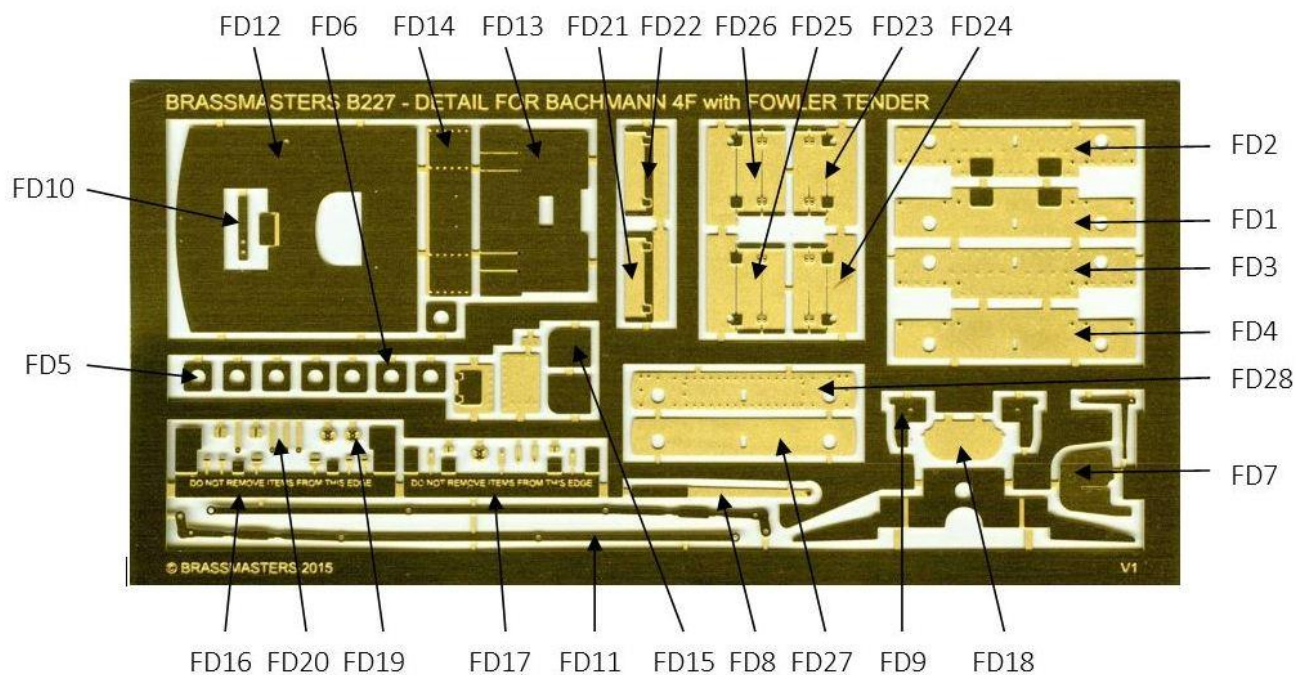 FD12 FD6 FD14 FD13 FD21 FD22 FD26 FD25 FD23 FD24
BRASSMASTERS B227 - DETAIL FOR BACHMANN 4F with FOWLER TENDER
FD2
FD10
FD1
FD3
FD4
FD5
FD28
FD7
DO NOT REMOVE ITEMS FROM THIS EDGE DO NOT REMOVE ITEMS FROM THIS EDGE
© BRASSMASTERS 2015 V1
FD16 FD20 FD19 FD17 FD11 FD15 FD8 FD27 FD9 FD18